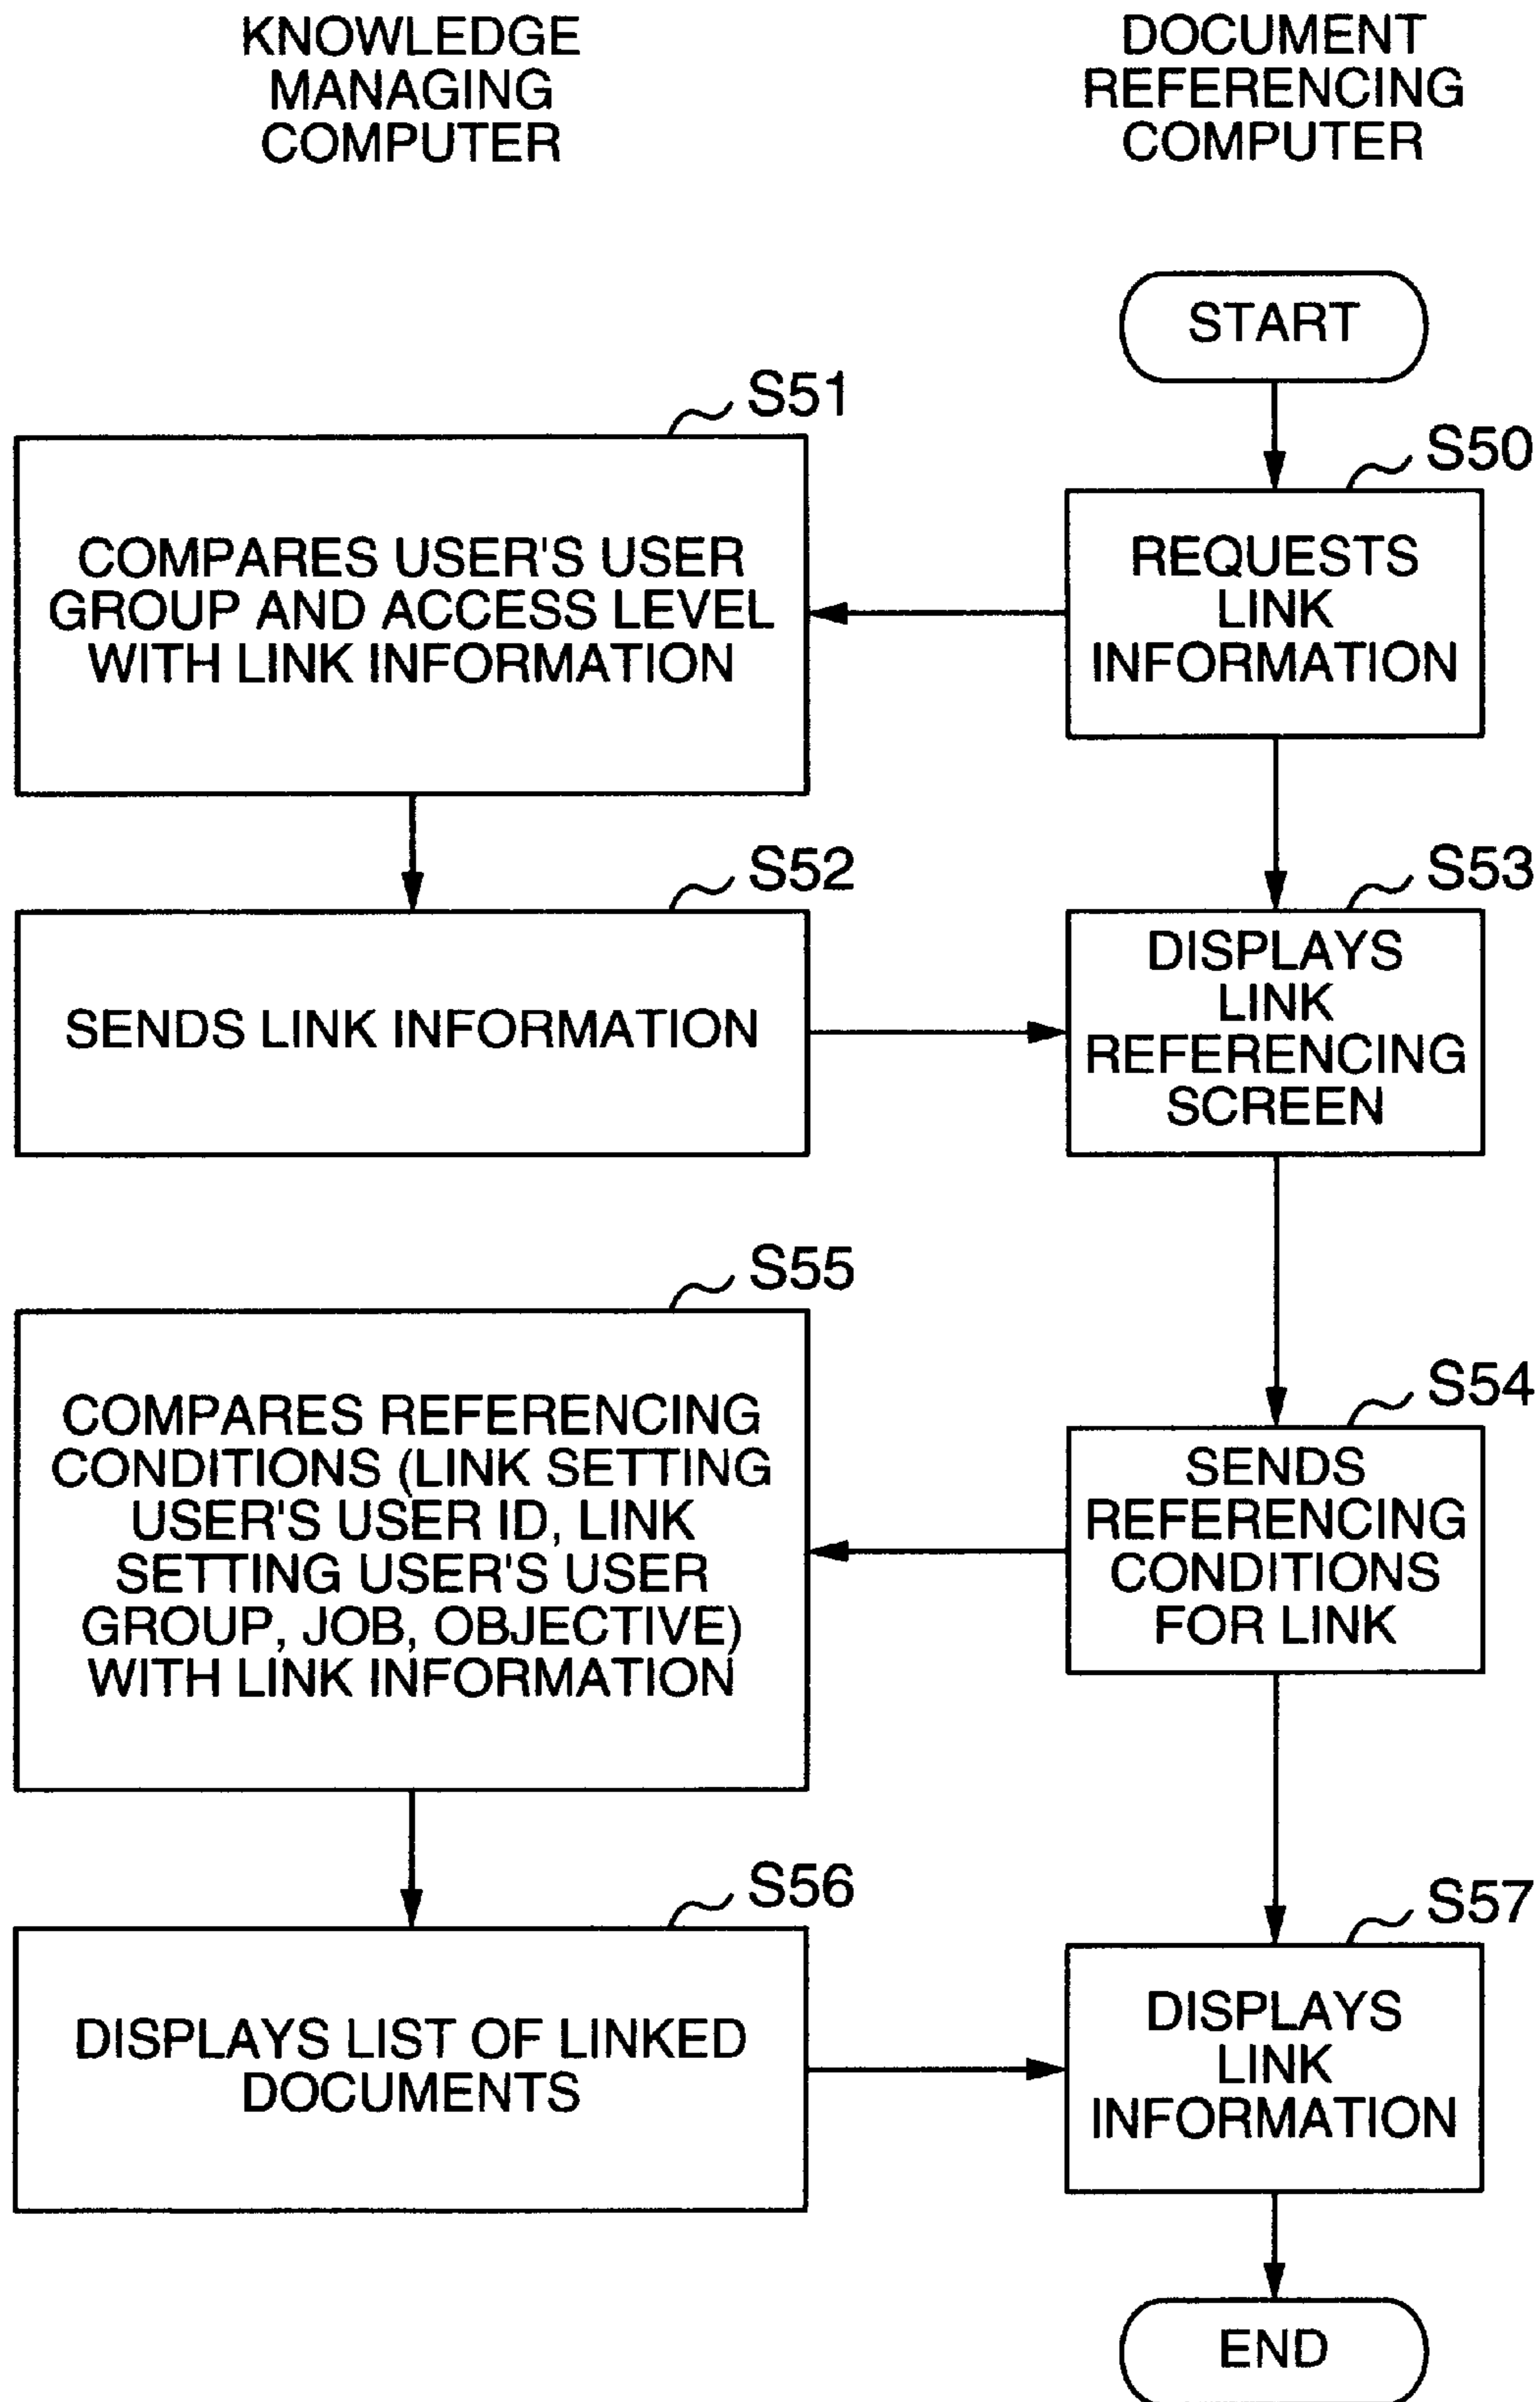 KNOWLEDGE
MANAGING
COMPUTER
DOCUMENT
REFERENCING
COMPUTER
START
S51
COMPARES USER'S USER
GROUP AND ACCESS LEVEL
WITH LINK INFORMATION
S50
REQUESTS
LINK
INFORMATION
S52
SENDS LINK INFORMATION
S53
DISPLAYS
LINK
REFERENCING
SCREEN
S55
COMPARES REFERENCING
CONDITIONS (LINK SETTING
USER'S USER ID, LINK
SETTING USER'S USER
GROUP, JOB, OBJECTIVE)
WITH LINK INFORMATION
S54
SENDS
REFERENCING
CONDITIONS
FOR LINK
S56
DISPLAYS LIST OF LINKED
DOCUMENTS
S57
DISPLAYS
LINK
INFORMATION
END